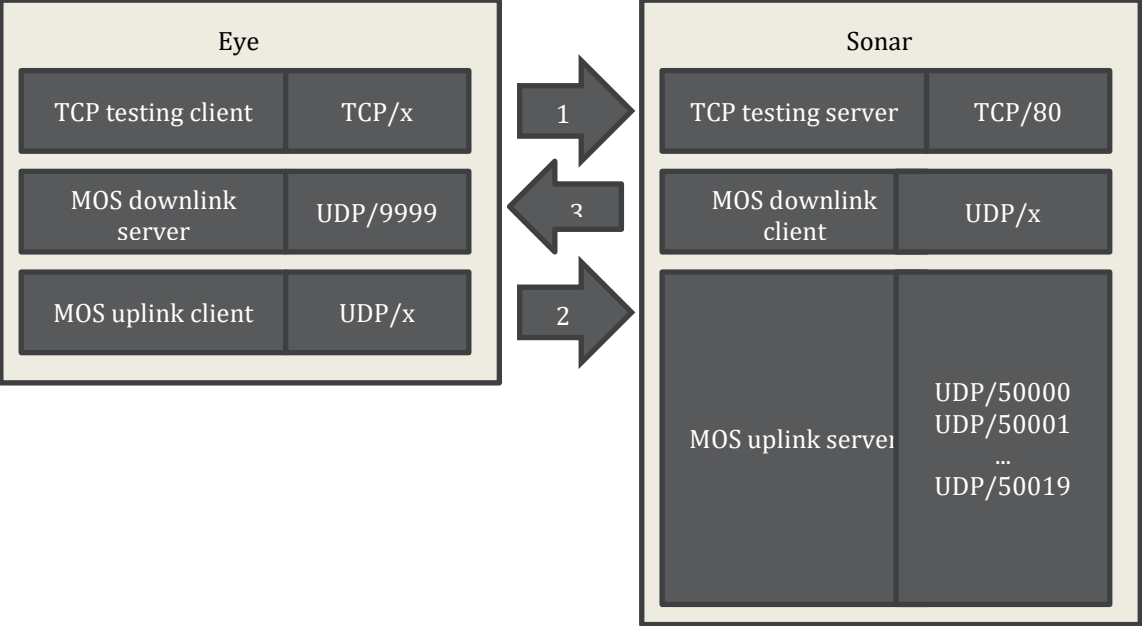 Eye
TCP testing client
TCP/x
MOS downlink
server
UDP/9999
MOS uplink client
UDP/x
1
3
2
Sonar
TCP testing server
TCP/80
MOS downlink
client
UDP/x
MOS uplink server
UDP/50000
UDP/50001
...
UDP/50019